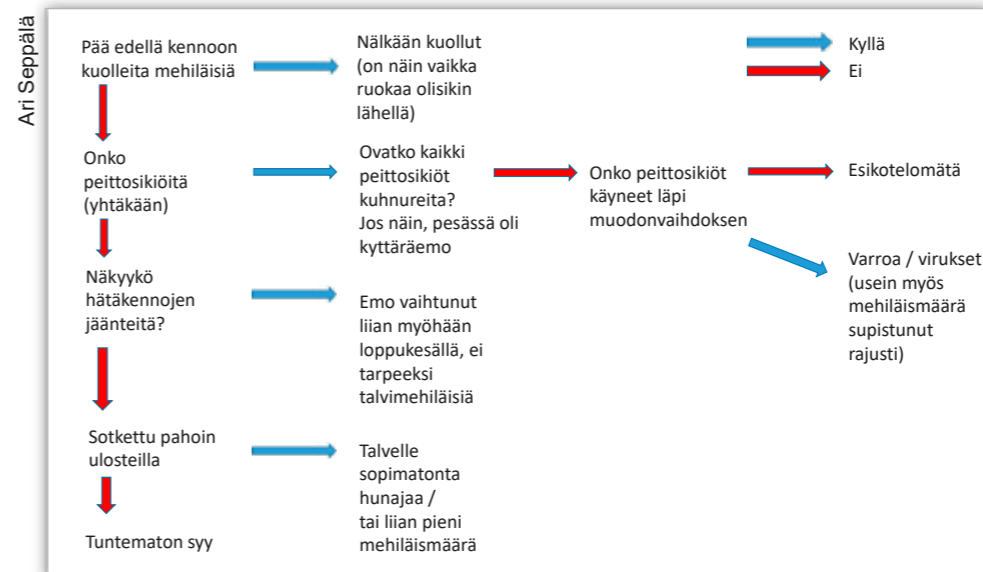 Ari Seppälä
Pää edellä kennoon
kuolleita mehiläisiä
Nälkään kuollut
(on näin vaikka
ruokaa olisikin
lähellä)
Kyllä
Ei
Onko
peittosikiöitä
(yhtäkään)
Ovatko kaikki
peittosikiöt
kuhnureita?
Jos näin, pesässä oli
kyttäräemo
Onko peittosikiöt
käyneet läpi
muodonvaihdoksen
Esikotelomätä
Varroa / virukset
(usein myös
mehiläismäärä
supistunut
rajusti)
Näkyykö
hätäkennojen
jäänteitä?
Emo vaihtunut
liian myöhään
loppukesällä, ei
tarpeeksi
talvimehiläisiä
Sotkettu pahoin
ulosteilla
Talvelle
sopimatonta
hunajaa /
tai liian pieni
mehiläismäärä
Tuntematon syy